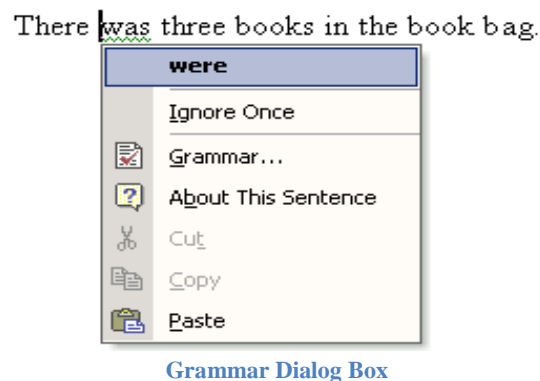 There was three books in the book bag.
were
Ignore Once
Grammar...
About This Sentence
Cut
Copy
Paste
Grammar Dialog Box